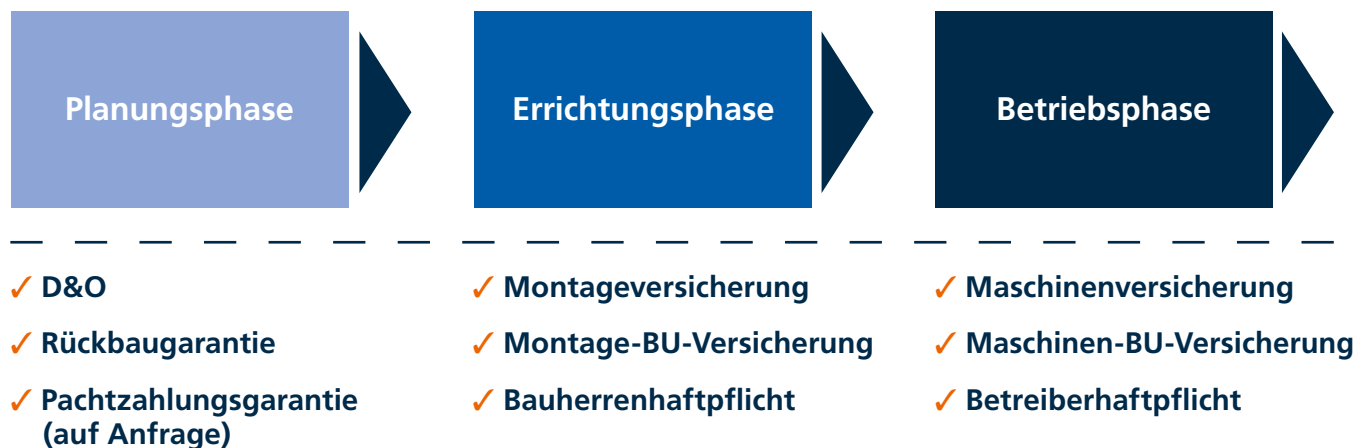 Planungsphase
Errichtungsphase
Betriebsphase
✓ D&O
✓ Rückbaugarantie
✓ Pachtzahlungsgarantie
(auf Anfrage)
✓ Montageversicherung
✓ Montage-BU-Versicherung
✓ Bauherrenhaftpflicht
✓ Maschinenversicherung
✓ Maschinen-BU-Versicherung
✓ Betreiberhaftpflicht